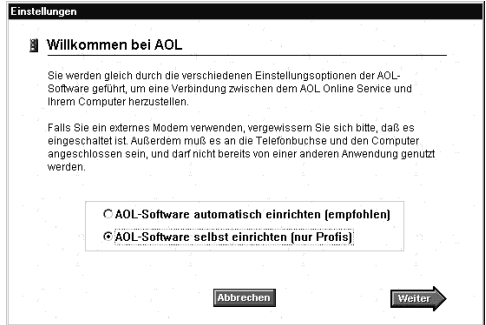 Einstellungen
Willkommen bei AOL
Sie werden gleich durch die verschiedenen Einstellungsoptionen der AOL-
Software geführt, um eine Verbindung zwischen dem AOL Online Service und
Ihrem Computer herzustellen.
Falls Sie ein externes Modem verwenden, vergewissern Sie sich bitte, daß es
eingeschaltet ist. Außerdem muß es an die Telefonbuchse und den Computer
angeschlossen sein, und darf nicht bereits von einer anderen Anwendung genutzt
werden.
AOL-Software automatisch einrichten (empfohlen)
AOL-Software selbst einrichten (nur Profis)
Abbrechen
Weiter